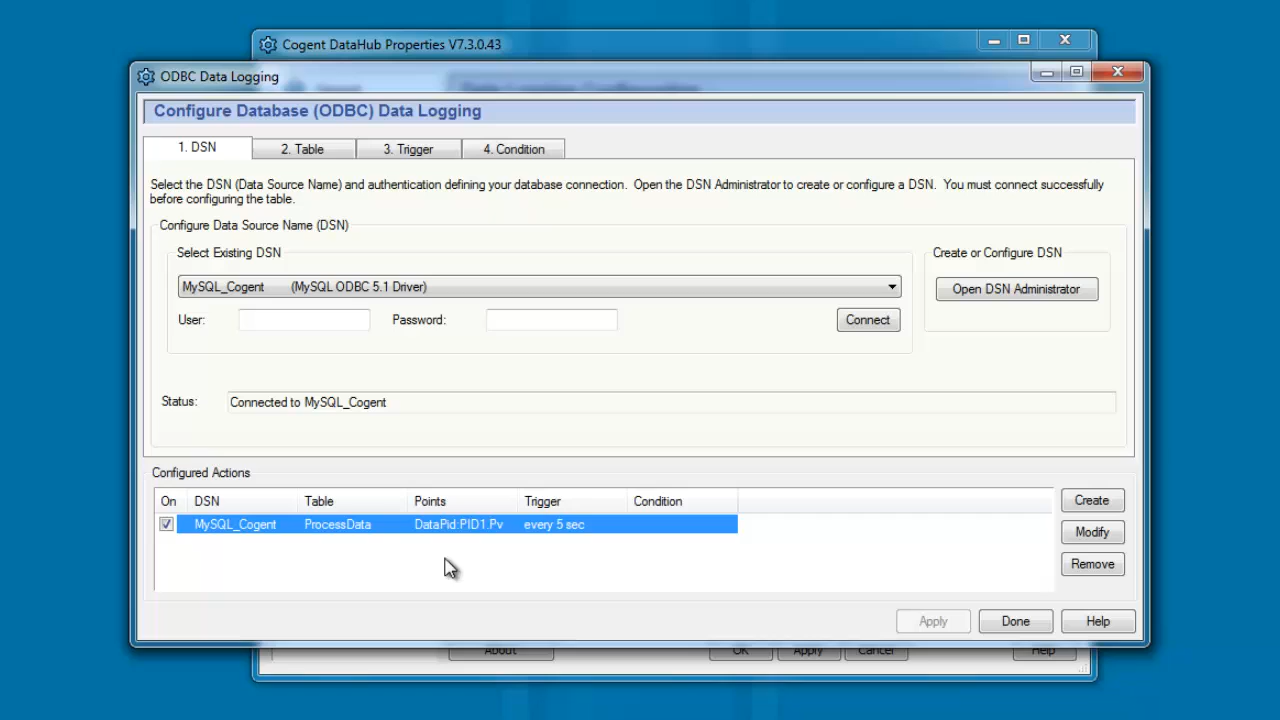 Cogent DataHub Properties V7.3.0.43
ODBC Data Logging
Configure Database (ODBC) Data Logging
1. DSN 2. Table 3. Trigger 4. Condition
Select the DSN (Data Source Name) and authentication defining your database connection. Open the DSN Administrator to create or configure a DSN. You must connect successfully
before configuring the table.
Configure Data Source Name (DSN)
Select Existing DSN Create or Configure DSN
MySQL_Cogent (MySQL ODBC 5.1 Driver) Open DSN Administrator
User: Password: Connect
Status: Connected to MySQL_Cogent
Configured Actions
On DSN Table Points Trigger Condition Create
MySQL_Cogent ProcessData DataPid:PID1.Pv every 5 sec
Modify
Remove
Apply Done Help
About OK Apply Cancel Help